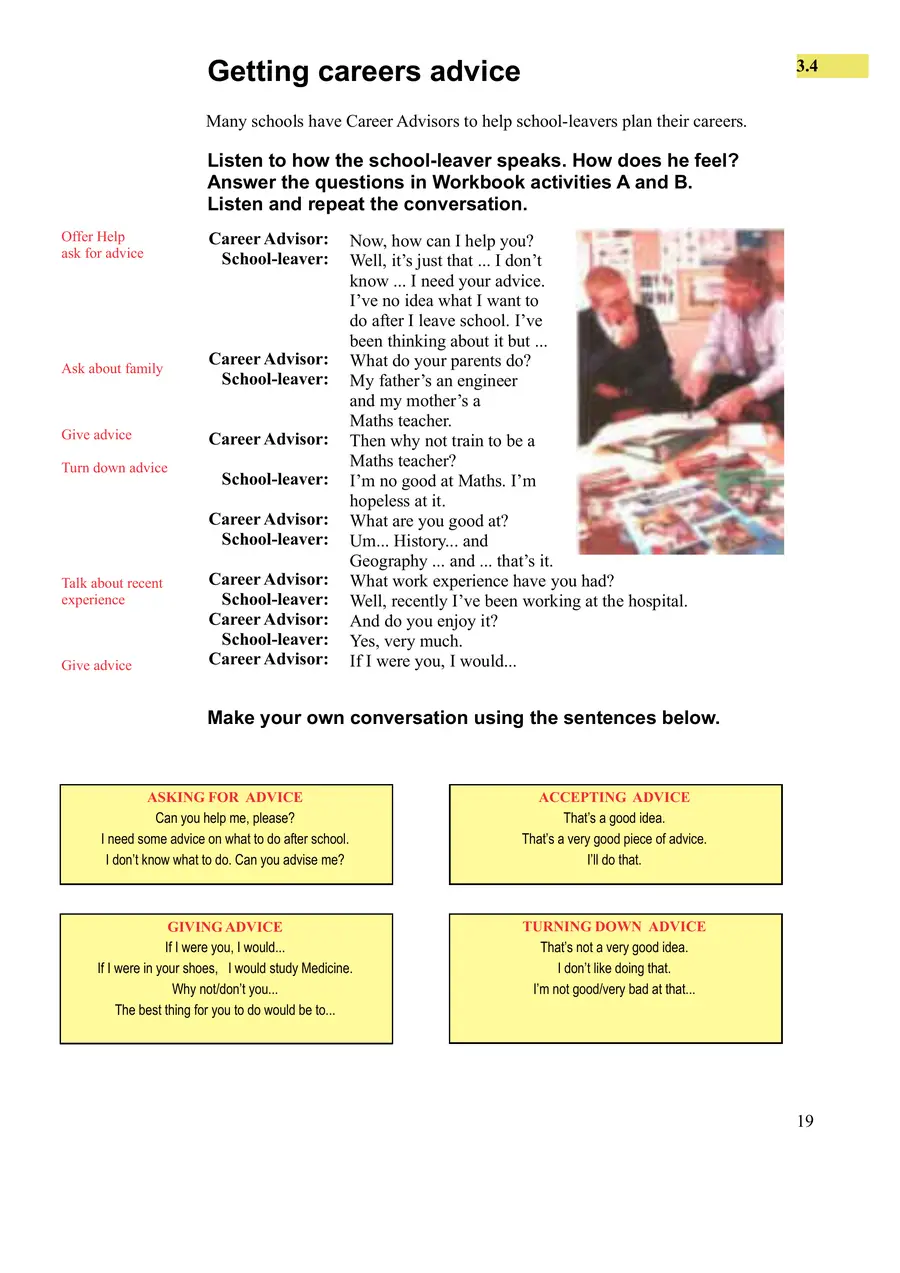 Getting careers advice
3.4
Many schools have Career Advisors to help school-leavers plan their careers.
Listen to how the school-leaver speaks. How does he feel?
Answer the questions in Workbook activities A and B.
Listen and repeat the conversation.
Offer Help
ask for advice
Career Advisor: Now, how can I help you?
School-leaver: Well, it's just that ... I don't
know ... I need your advice.
I've no idea what I want to
do after I leave school. I've
been thinking about it but ...
Ask about family
Career Advisor: What do your parents do?
School-leaver: My father's an engineer
and my mother's a
Maths teacher.
Give advice
Career Advisor: Then why not train to be a
Maths teacher?
Turn down advice
School-leaver: I'm no good at Maths. I'm
hopeless at it.
Career Advisor: What are you good at?
School-leaver: Um... History... and
Geography ... and ... that's it.
Talk about recent
experience
Career Advisor: What work experience have you had?
School-leaver: Well, recently I've been working at the hospital.
Career Advisor: And do you enjoy it?
School-leaver: Yes, very much.
Give advice
Career Advisor: If I were you, I would...
Make your own conversation using the sentences below.
ASKING FOR ADVICE
Can you help me, please?
I need some advice on what to do after school.
I don't know what to do. Can you advise me?
ACCEPTING ADVICE
That's a good idea.
That's a very good piece of advice.
I'll do that.
GIVING ADVICE
If I were you, I would...
If I were in your shoes, I would study Medicine.
Why not/don't you...
The best thing for you to do would be to...
TURNING DOWN ADVICE
That's not a very good idea.
I don't like doing that.
I'm not good/very bad at that...
19